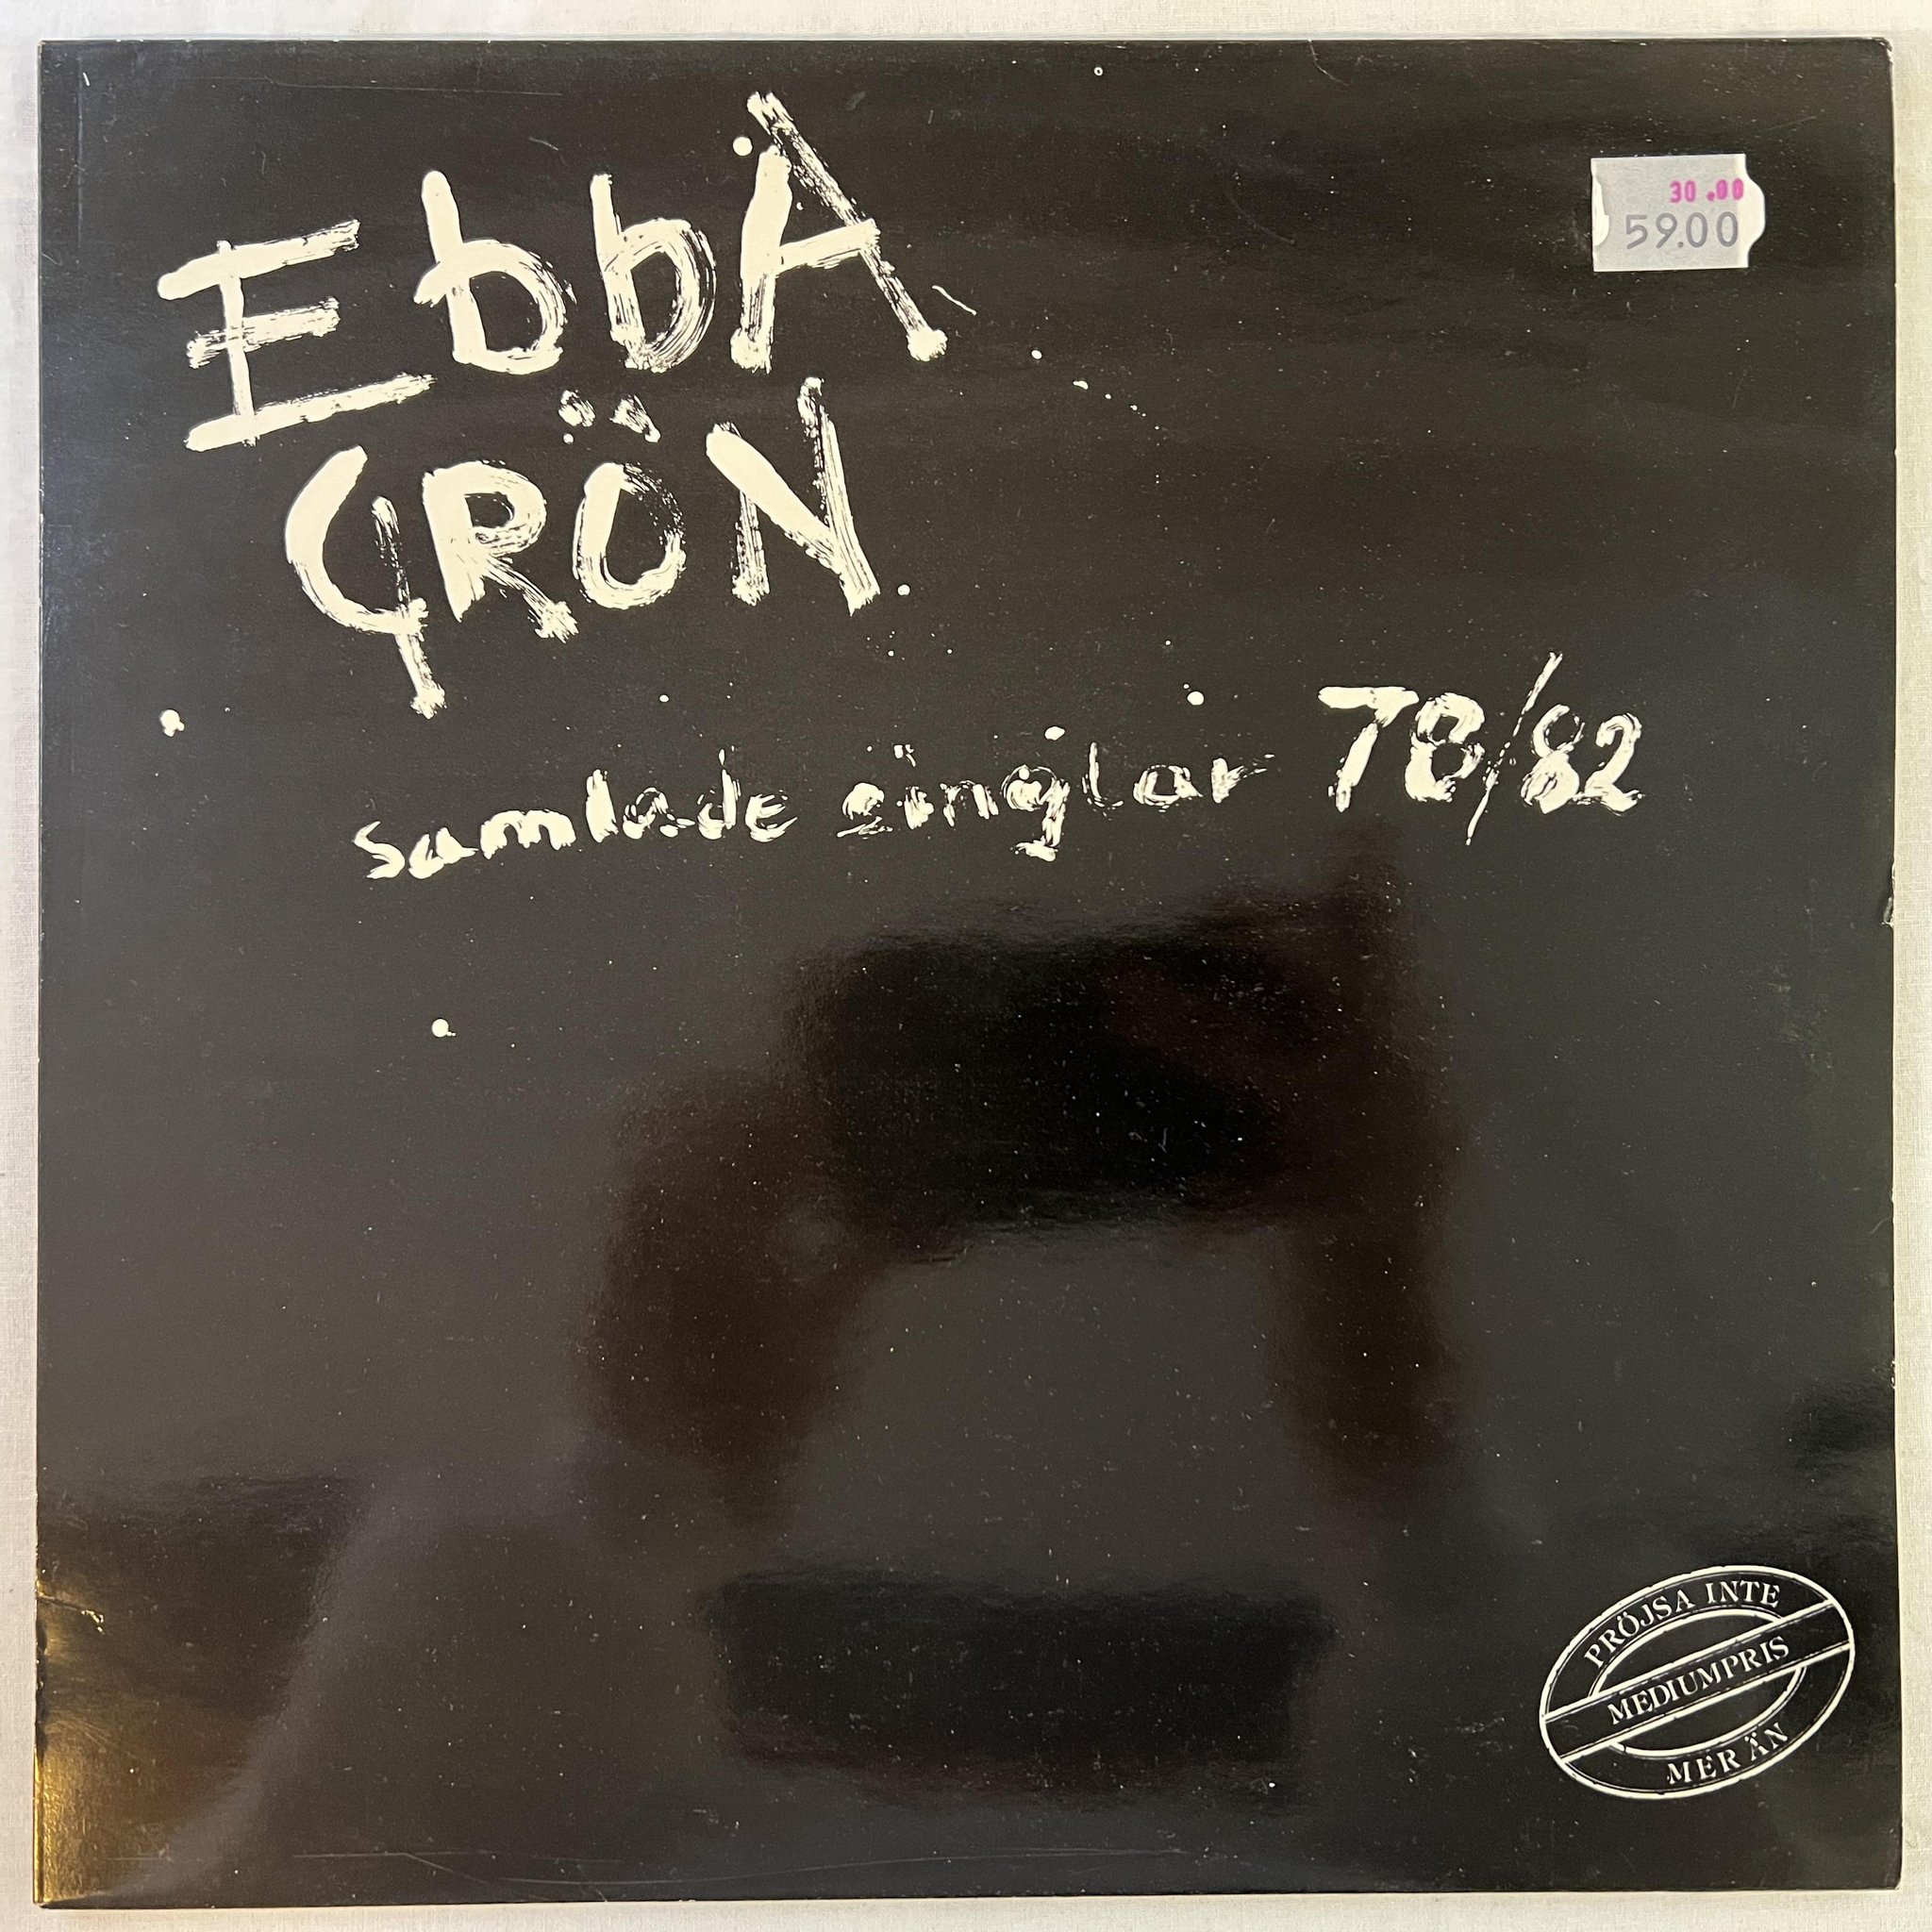 EbbA
GRÖN
30.00
59.00
samlade singlar 78/82
PRÖJSA INTE
MEDIUMPRIS
MER ÄN